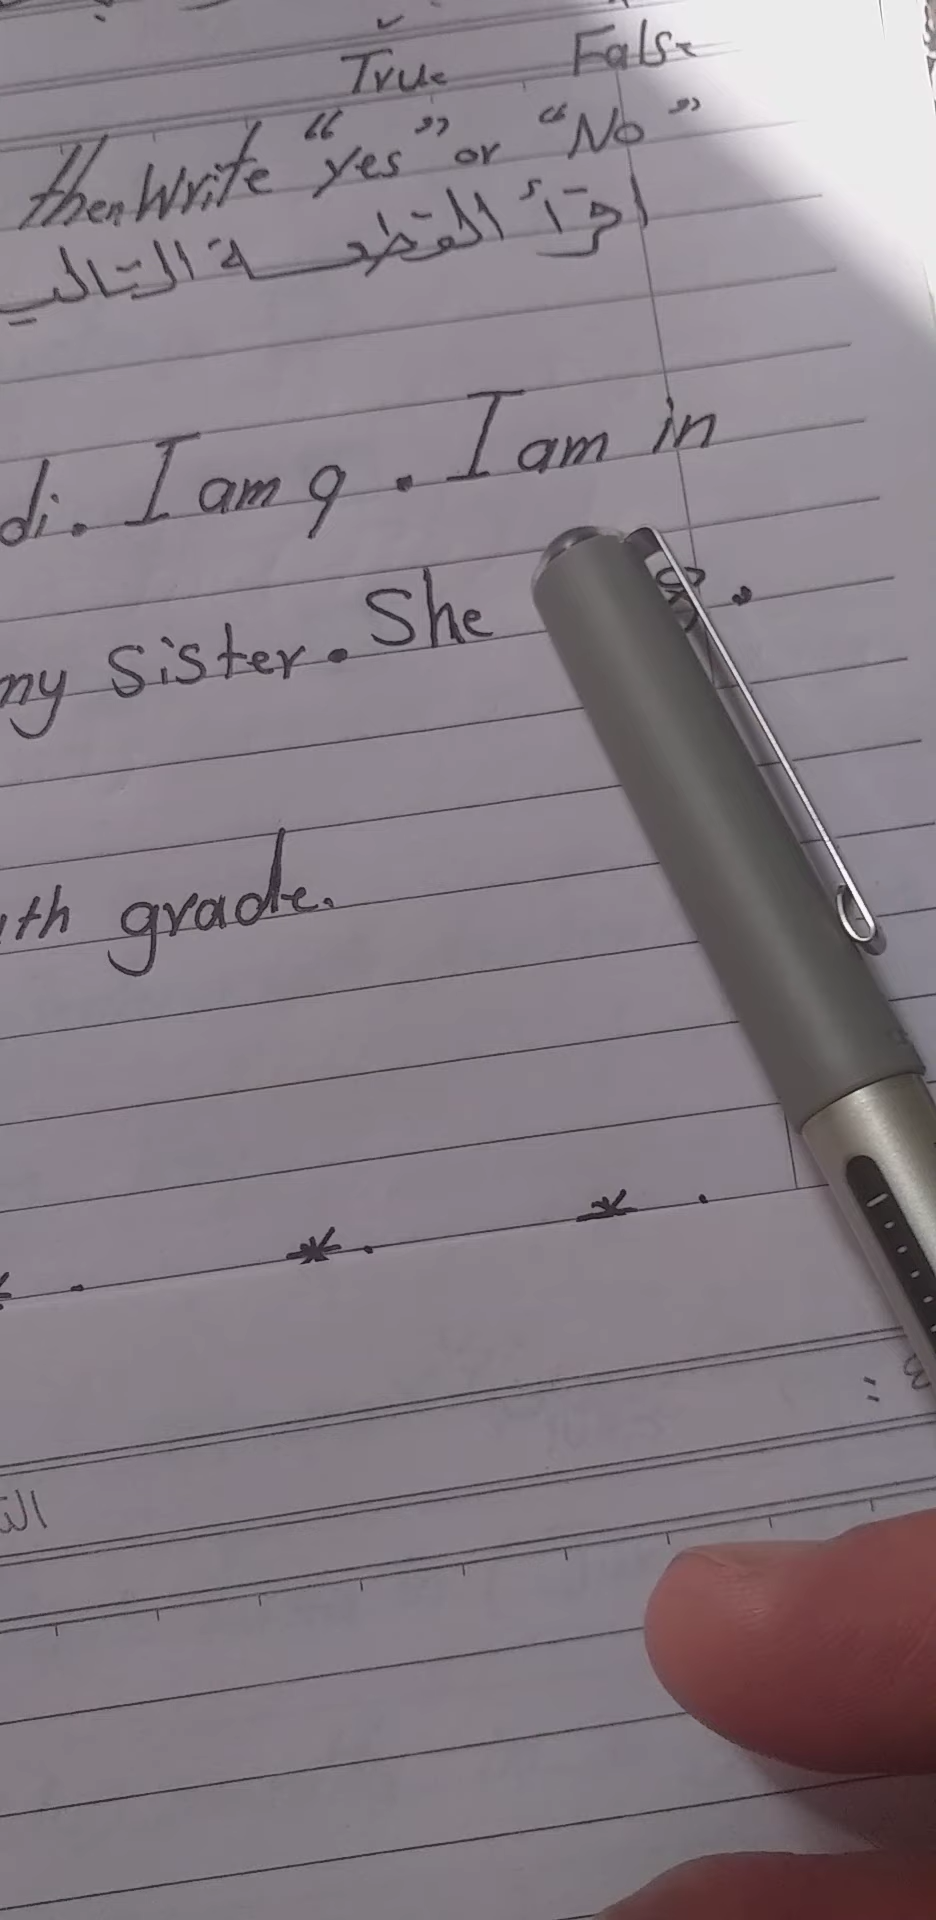 True False
then Write "yes" or "No"
اقرأ القطعة التالي
di. I am 9. I am in
my sister. She
th grade.